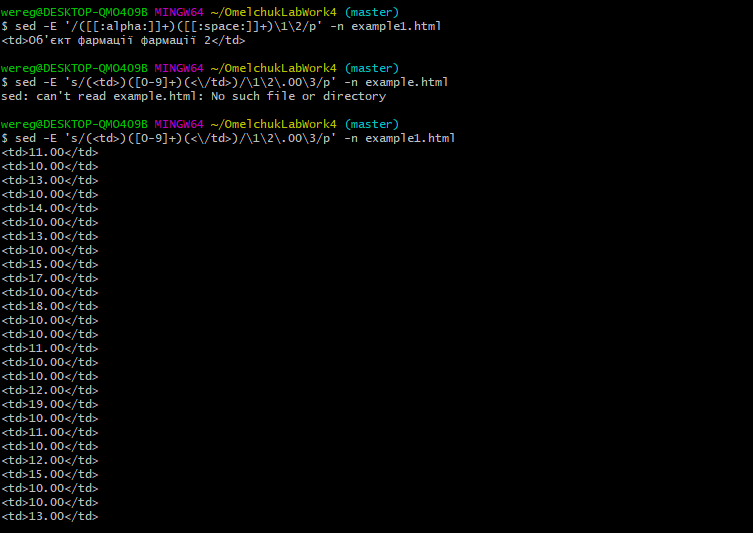 wereg@DESKTOP-QMO4O9B MINGW64 ~/OmelchukLabWork4 (master)
$ sed -E '/([[:alpha:]]+)([[:space:]]+)\1\2/p' -n example1.html
<td>Об'єкт фармації фармації 2</td>

wereg@DESKTOP-QMO4O9B MINGW64 ~/OmelchukLabWork4 (master)
$ sed -E 's/(<td>)([0-9]+)(<\/td>)/\1\2\.00\3/p' -n example.html
sed: can't read example.html: No such file or directory

wereg@DESKTOP-QMO4O9B MINGW64 ~/OmelchukLabWork4 (master)
$ sed -E 's/(<td>)([0-9]+)(<\/td>)/\1\2\.00\3/p' -n example1.html
<td>11.00</td>
<td>10.00</td>
<td>13.00</td>
<td>10.00</td>
<td>14.00</td>
<td>10.00</td>
<td>13.00</td>
<td>10.00</td>
<td>15.00</td>
<td>17.00</td>
<td>10.00</td>
<td>18.00</td>
<td>10.00</td>
<td>10.00</td>
<td>11.00</td>
<td>10.00</td>
<td>10.00</td>
<td>12.00</td>
<td>19.00</td>
<td>10.00</td>
<td>11.00</td>
<td>10.00</td>
<td>12.00</td>
<td>15.00</td>
<td>10.00</td>
<td>10.00</td>
<td>13.00</td>